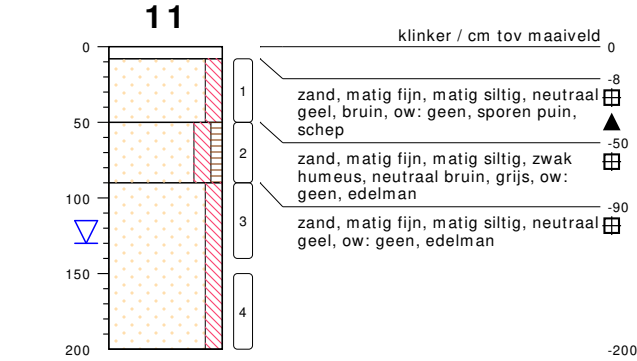 11
klinker / cm tov maaiveld
0
0
-8
zand, matig fijn, matig siltig, neutraal
geel, bruin, ow: geen, sporen puin,
schep
1
50
-50
zand, matig fijn, matig siltig, zwak
humeus, neutraal bruin, grijs, ow:
geen, edelman
2
-90
zand, matig fijn, matig siltig, neutraal
geel, ow: geen, edelman
100
3
150
4
200
-200